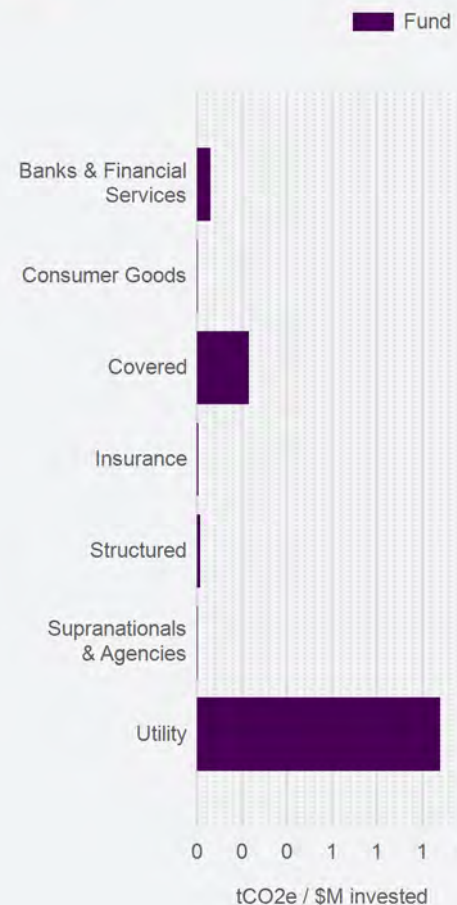 Fund
Banks & Financial
Services
Consumer Goods
Covered
Insurance
Structured
Supranationals
& Agencies
Utility
0 0 0 1 1 1
tCO2e / $M invested